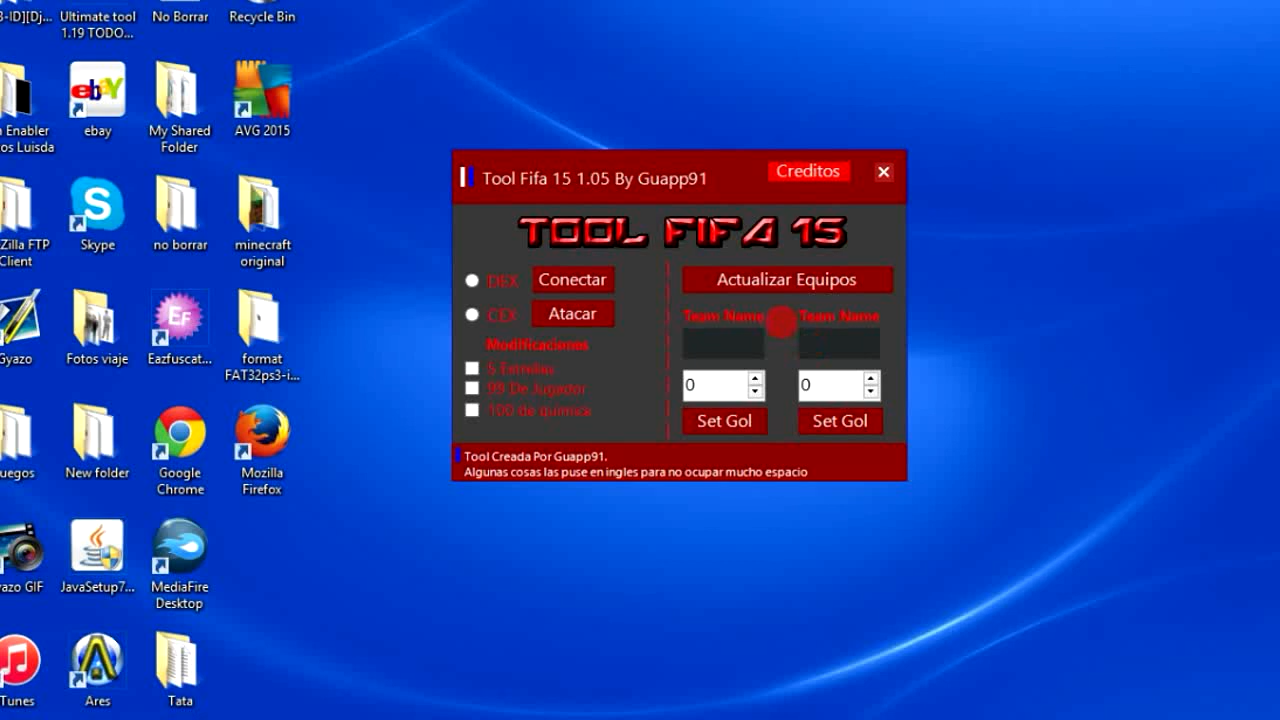 3-ID][Dj...
Ultimate tool
1.19 TODO...
No Borrar
Recycle Bin
Enabler
os Luisda
ebay
ebay
My Shared
Folder
AVG 2015
Zilla FTP
Client
Skype
no borrar
minecraft
original
Gyazo
Fotos viaje
Ef
Eazfuscat...
format
FAT32ps3-i...
uegos
New folder
Google
Chrome
Mozilla
Firefox
yazo GIF
JavaSetup7...
MediaFire
Desktop
Tunes
Ares
Tata
Tool Fifa 15 1.05 By Guapp91
Creditos
TOOL FIFA 15
DEX
Conectar
CEX
Atacar
Modificaciones
5 Estrellas
99 De Jugador
100 de quimica
Actualizar Equipos
Team Name
Team Name
0
0
Set Gol
Set Gol
Tool Creada Por Guapp91.
Algunas cosas las puse en ingles para no ocupar mucho espacio